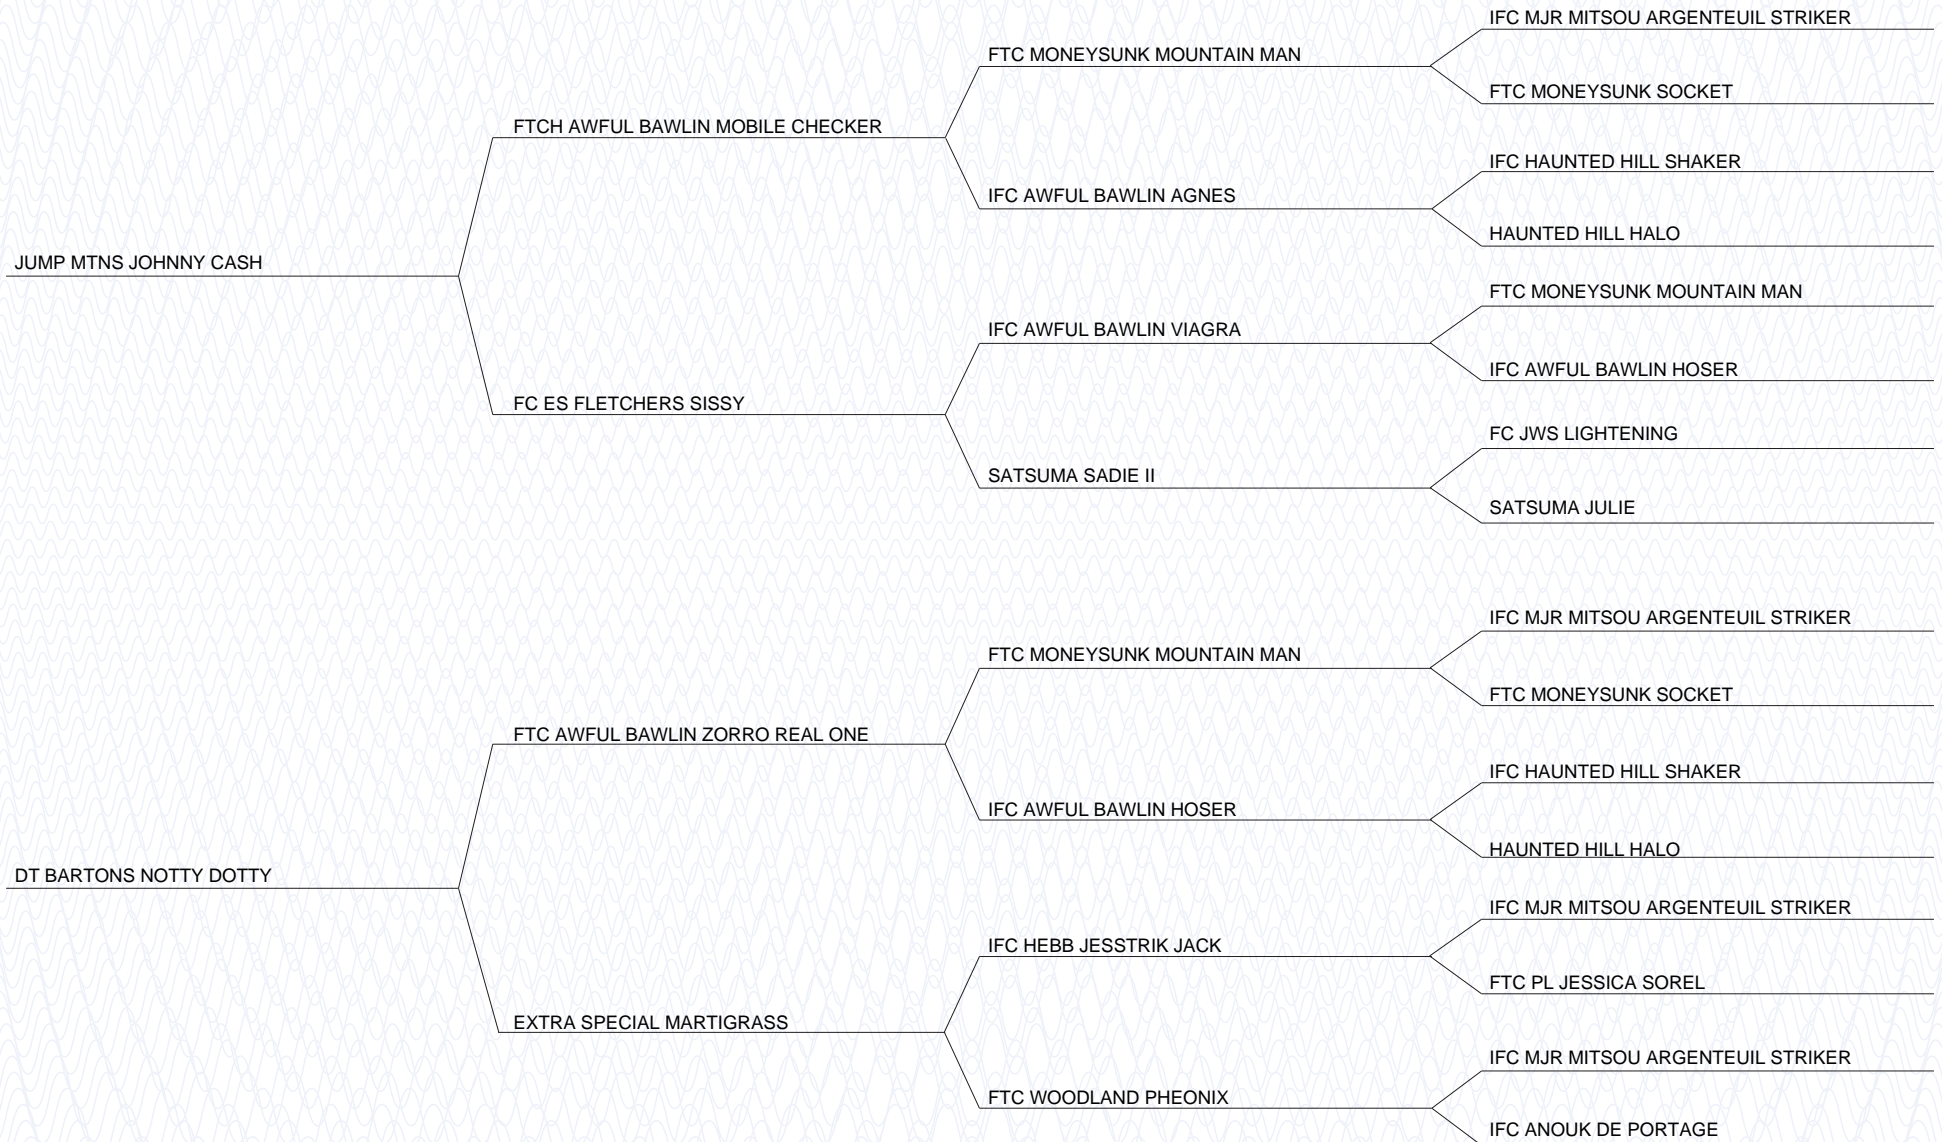 IFC MJR MITSOU ARGENTEUIL STRIKER
FTC MONEYSUNK MOUNTAIN MAN
FTC MONEYSUNK SOCKET
FTCH AWFUL BAWLIN MOBILE CHECKER
IFC HAUNTED HILL SHAKER
IFC AWFUL BAWLIN AGNES
HAUNTED HILL HALO
JUMP MTNS JOHNNY CASH
FTC MONEYSUNK MOUNTAIN MAN
IFC AWFUL BAWLIN VIAGRA
IFC AWFUL BAWLIN HOSER
FC ES FLETCHERS SISSY
FC JWS LIGHTENING
SATSUMA SADIE II
SATSUMA JULIE
IFC MJR MITSOU ARGENTEUIL STRIKER
FTC MONEYSUNK MOUNTAIN MAN
FTC MONEYSUNK SOCKET
FTC AWFUL BAWLIN ZORRO REAL ONE
IFC HAUNTED HILL SHAKER
IFC AWFUL BAWLIN HOSER
HAUNTED HILL HALO
DT BARTONS NOTTY DOTTY
IFC MJR MITSOU ARGENTEUIL STRIKER
IFC HEBB JESSTRIK JACK
FTC PL JESSICA SOREL
EXTRA SPECIAL MARTIGRASS
IFC MJR MITSOU ARGENTEUIL STRIKER
FTC WOODLAND PHEONIX
IFC ANOUK DE PORTAGE